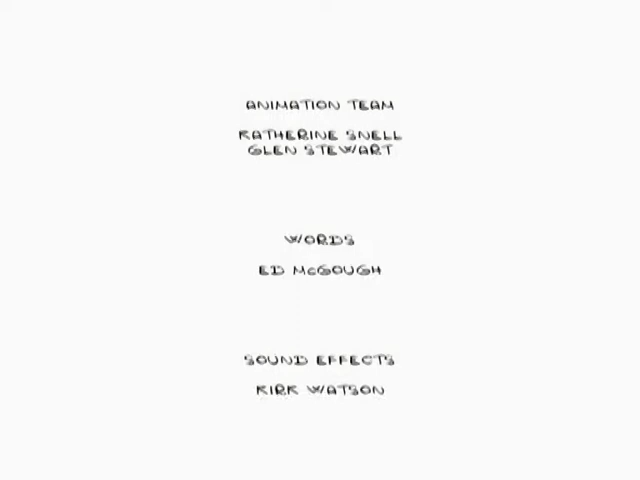 ANIMATION TEAM
KATHERINE SNELL
GLEN STEWART
WORDS
ED McGOUGH
SOUND EFFECTS
KIRK WATSON